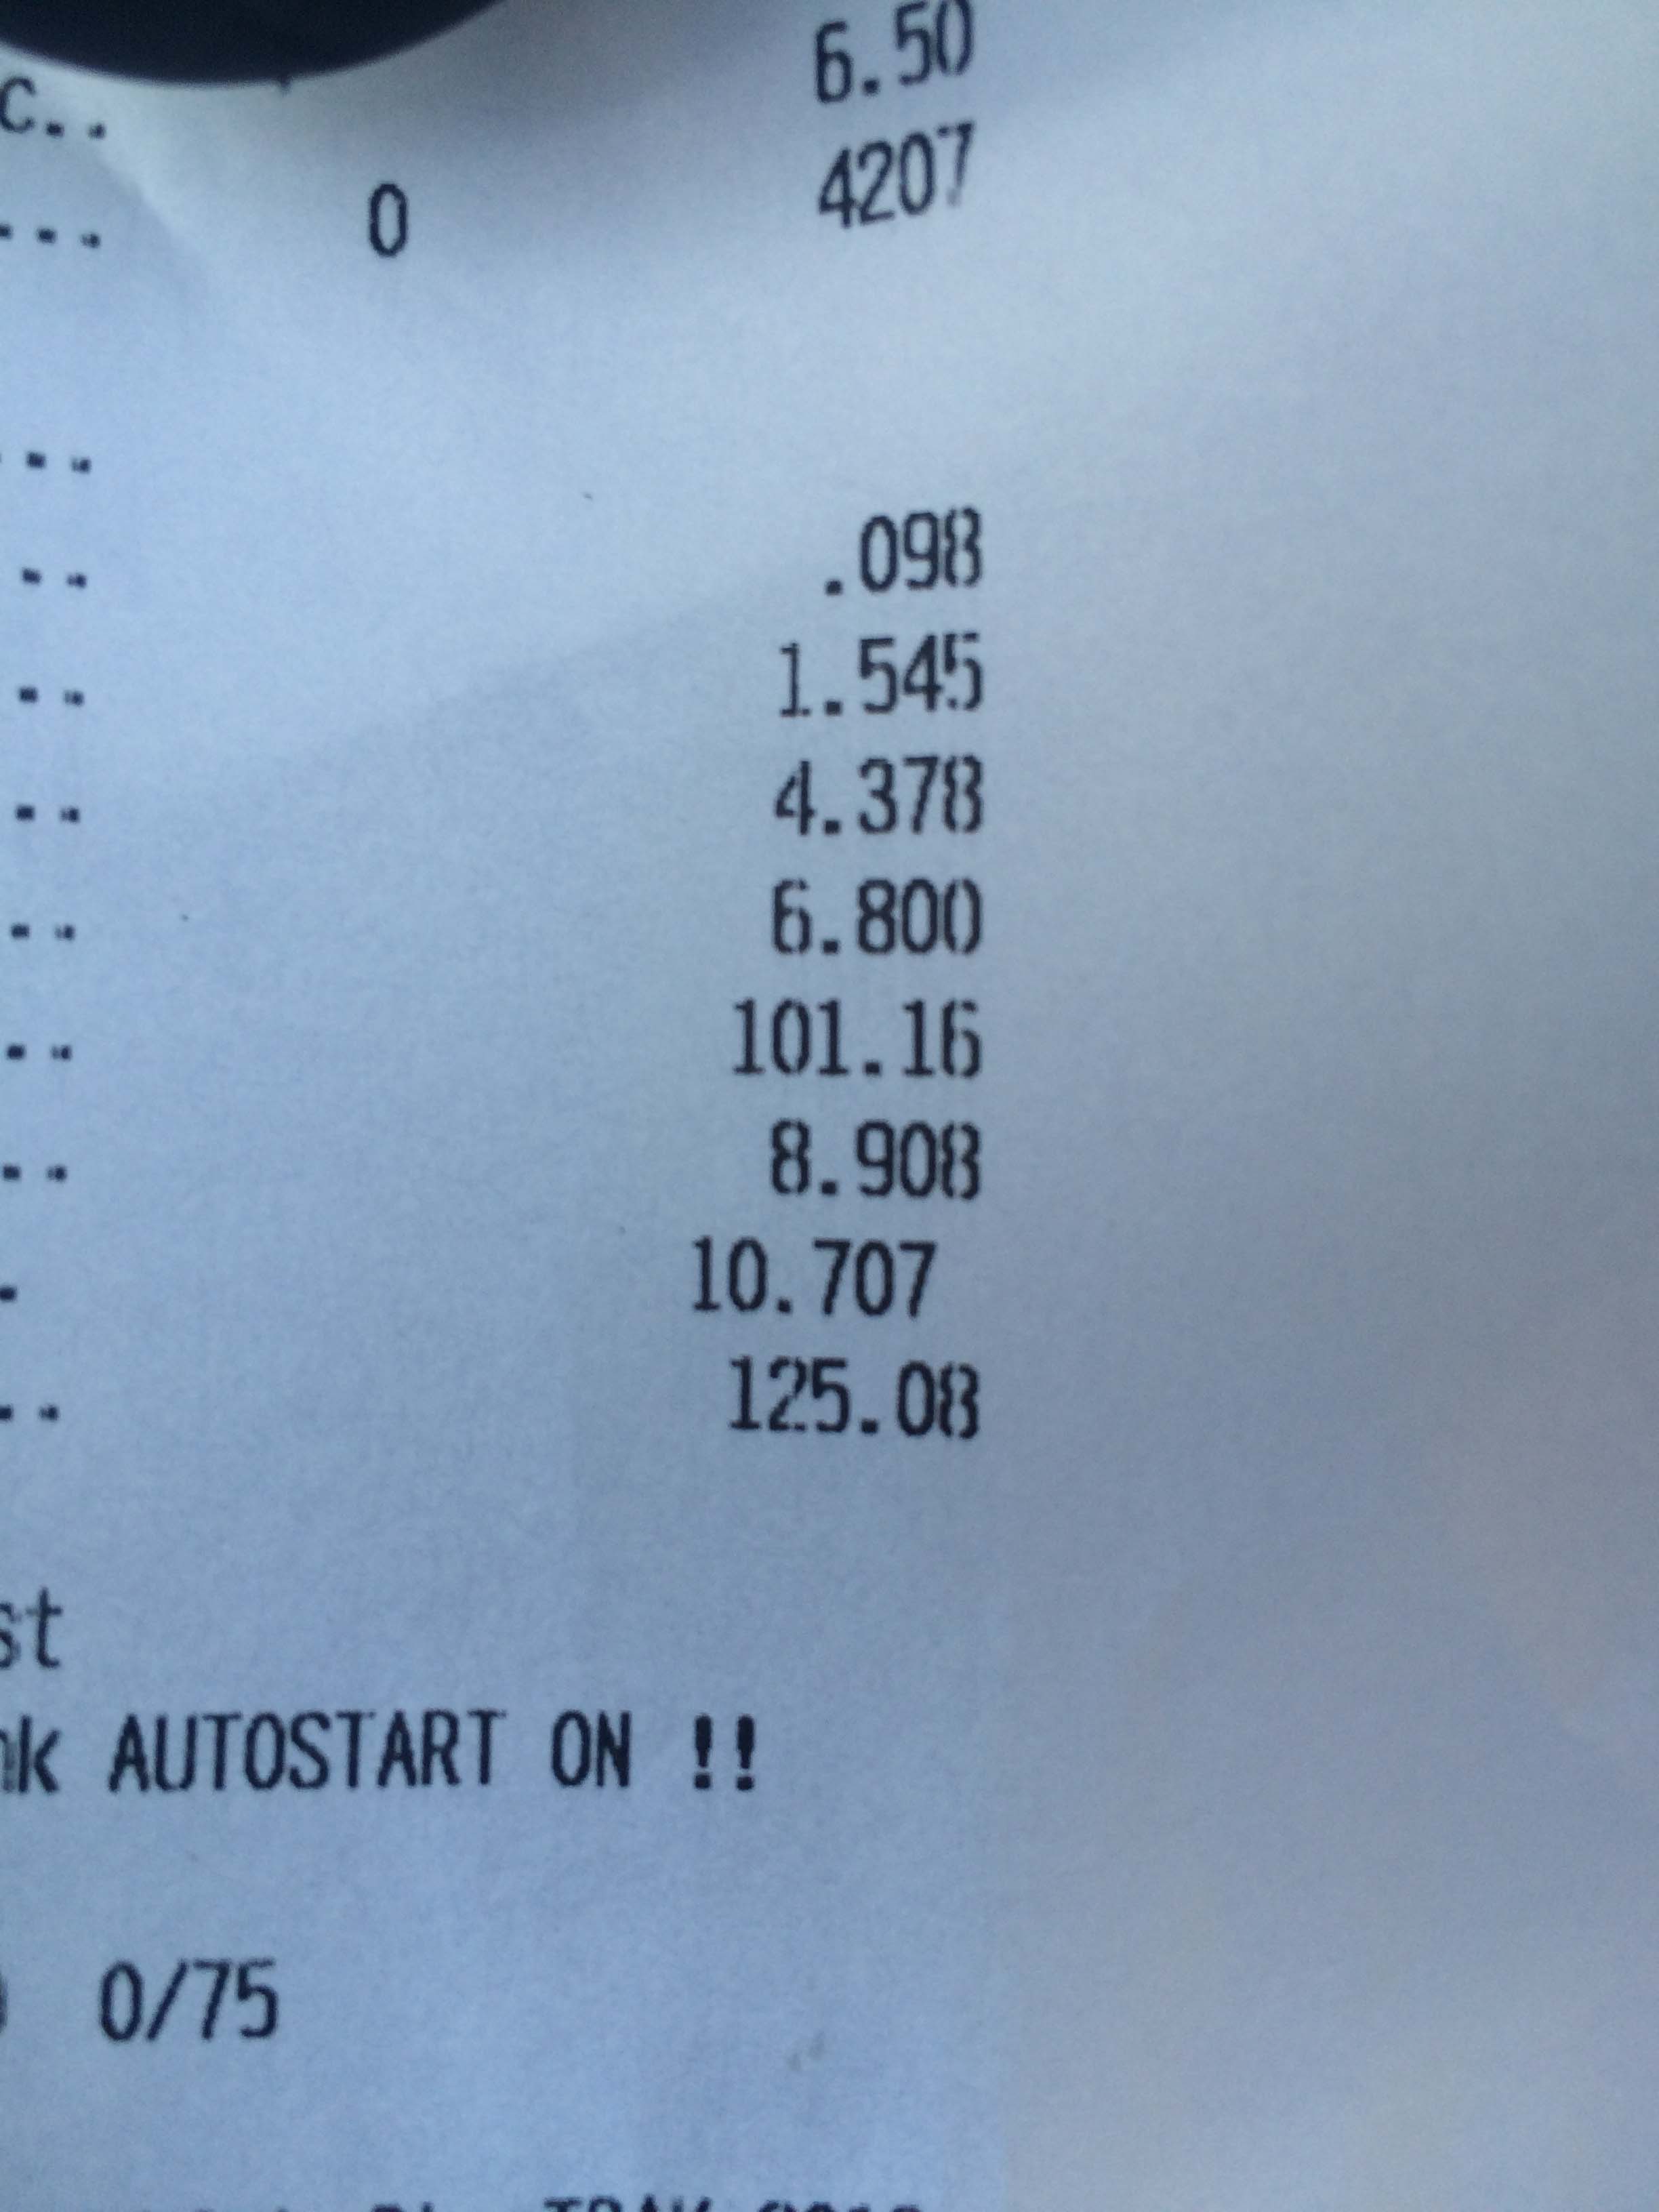 6.50
c..
... 0 4207
...
.. .098
.. 1.545
.. 4.378
.. 6.800
.. 101.16
.. 8.908
. 10.707
.. 125.08
st
AUTOSTART ON !!
0/75